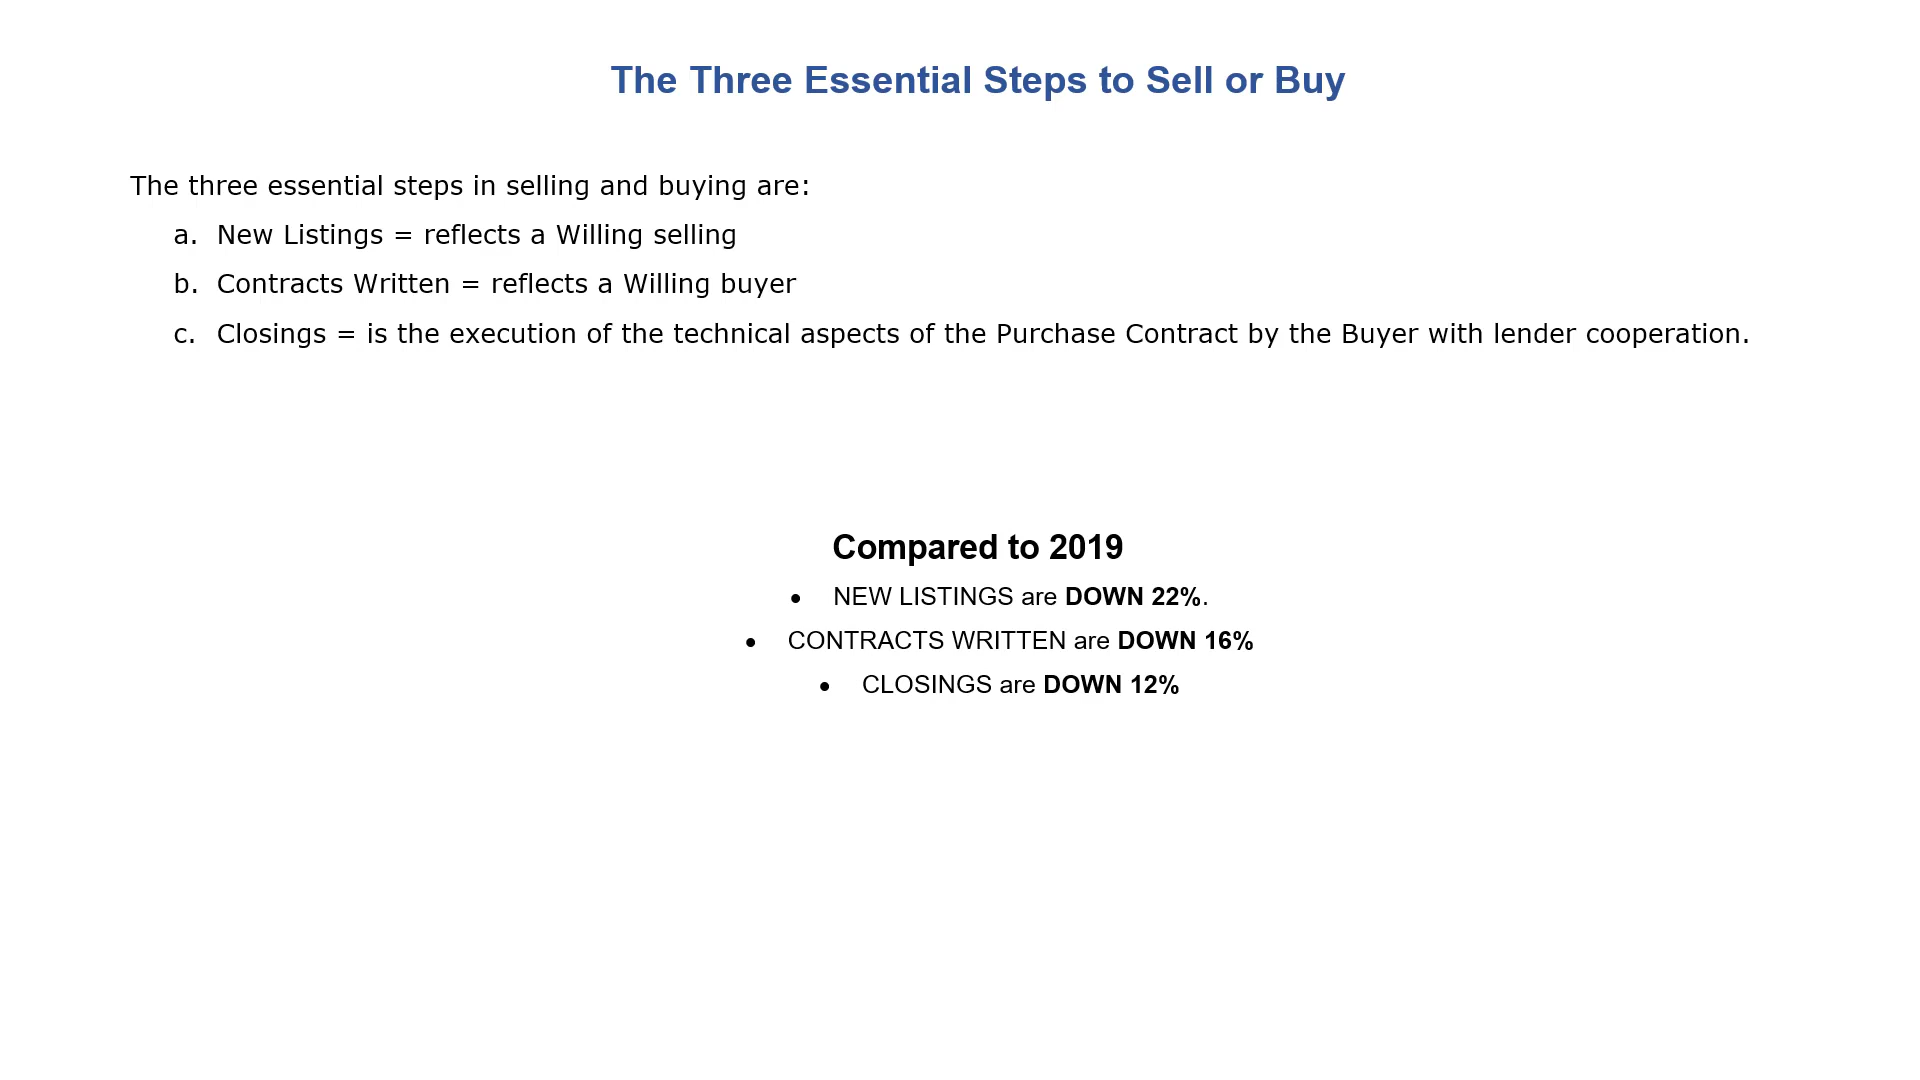 The Three Essential Steps to Sell or Buy
The three essential steps in selling and buying are:
a. New Listings = reflects a Willing selling
b. Contracts Written = reflects a Willing buyer
c. Closings = is the execution of the technical aspects of the Purchase Contract by the Buyer with lender cooperation.
Compared to 2019
• NEW LISTINGS are DOWN 22%.
• CONTRACTS WRITTEN are DOWN 16%
• CLOSINGS are DOWN 12%